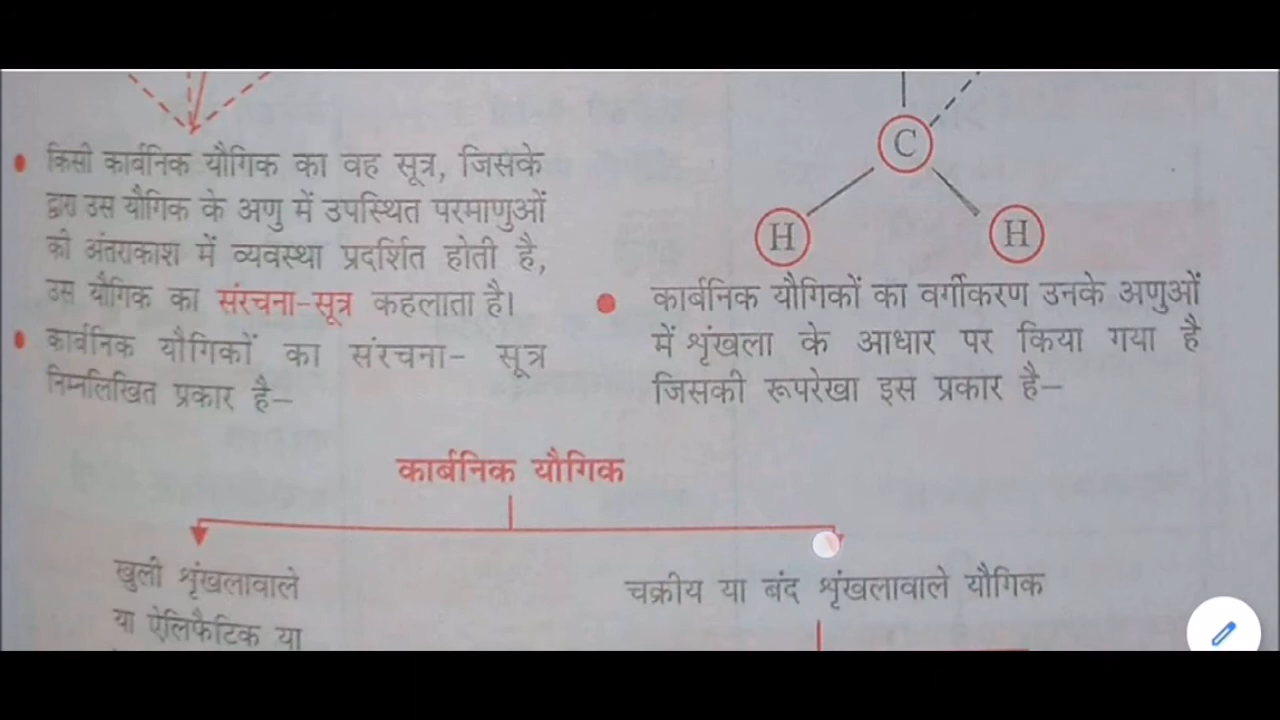 किसी कार्बनिक यौगिक का वह सूत्र, जिसके
द्वारा उस यौगिक के अणु में उपस्थित परमाणुओं
की अंतराकाश में व्यवस्था प्रदर्शित होती है,
उस यौगिक का संरचना-सूत्र कहलाता है।
कार्बनिक यौगिकों का संरचना- सूत्र
निम्नलिखित प्रकार है–
C
H H
कार्बनिक यौगिकों का वर्गीकरण उनके अणुओं
में शृंखला के आधार पर किया गया है
जिसकी रूपरेखा इस प्रकार है–
कार्बनिक यौगिक
खुली शृंखलावाले
या ऐलिफैटिक या
चक्रीय या बंद शृंखलावाले यौगिक